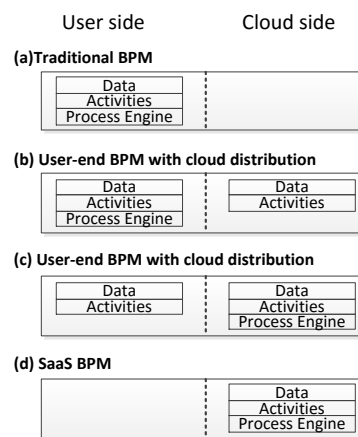 User side Cloud side
(a)Traditional BPM
Data
Activities
Process Engine
(b) User-end BPM with cloud distribution
Data Data
Activities Activities
Process Engine
(c) User-end BPM with cloud distribution
Data Data
Activities Activities
Process Engine
(d) SaaS BPM
Data
Activities
Process Engine